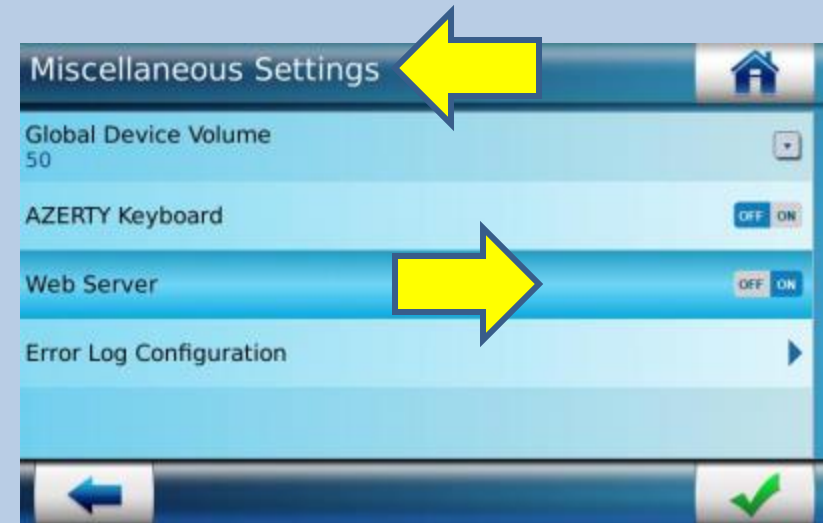 Miscellaneous Settings
Global Device Volume
50
AZERTY Keyboard
OFF ON
Web Server
OFF ON
Error Log Configuration